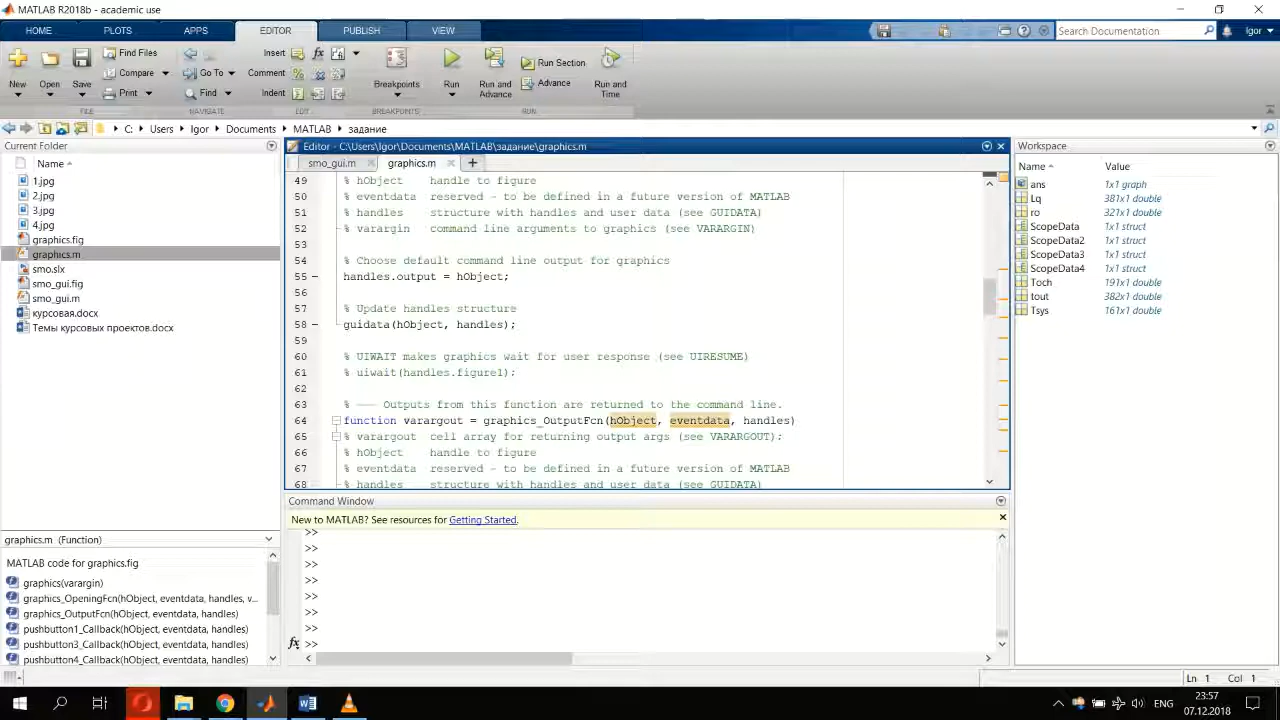 MATLAB R2018b - academic use
HOME PLOTS APPS EDITOR PUBLISH VIEW
Search Documentation Igor
New Open Save Find Files Compare Print
Go To Find
Insert Comment Indent
Breakpoints
Run Run and Advance Run Section Advance Run and Time
FILE NAVIGATE EDIT BREAKPOINTS RUN
C: Users Igor Documents MATLAB задание
Current Folder
Name
1.jpg
2.jpg
3.jpg
4.jpg
graphics.fig
graphics.m
smo.slx
smo_gui.fig
smo_gui.m
курсовая.docx
Темы курсовых проектов.docx
graphics.m (Function)
MATLAB code for graphics.fig
graphics(varargin)
graphics_OpeningFcn(hObject, eventdata, handles, v...
graphics_OutputFcn(hObject, eventdata, handles)
pushbutton1_Callback(hObject, eventdata, handles)
pushbutton3_Callback(hObject, eventdata, handles)
pushbutton4_Callback(hObject, eventdata, handles)
Editor - C:\Users\Igor\Documents\MATLAB\задание\graphics.m
smo_gui.m graphics.m
49 % hObject    handle to figure
50 % eventdata  reserved - to be defined in a future version of MATLAB
51 % handles    structure with handles and user data (see GUIDATA)
52 % varargin   command line arguments to graphics (see VARARGIN)
53
54 % Choose default command line output for graphics
55 handles.output = hObject;
56
57 % Update handles structure
58 guidata(hObject, handles);
59
60 % UIWAIT makes graphics wait for user response (see UIRESUME)
61 % uiwait(handles.figure1);
62
63 % --- Outputs from this function are returned to the command line.
64 function varargout = graphics_OutputFcn(hObject, eventdata, handles)
65 % varargout  cell array for returning output args (see VARARGOUT);
66 % hObject    handle to figure
67 % eventdata  reserved - to be defined in a future version of MATLAB
68 % handles    structure with handles and user data (see GUIDATA)
Command Window
New to MATLAB? See resources for Getting Started.
>>
>>
>>
>>
>>
>>
>>
fx >>
Workspace
Name Value
ans 1x1 graph
Lq 381x1 double
ro 321x1 double
ScopeData 1x1 struct
ScopeData2 1x1 struct
ScopeData3 1x1 struct
ScopeData4 1x1 struct
Toch 191x1 double
tout 382x1 double
Tsys 161x1 double
Ln 1 Col 1
ENG
23:57
07.12.2018